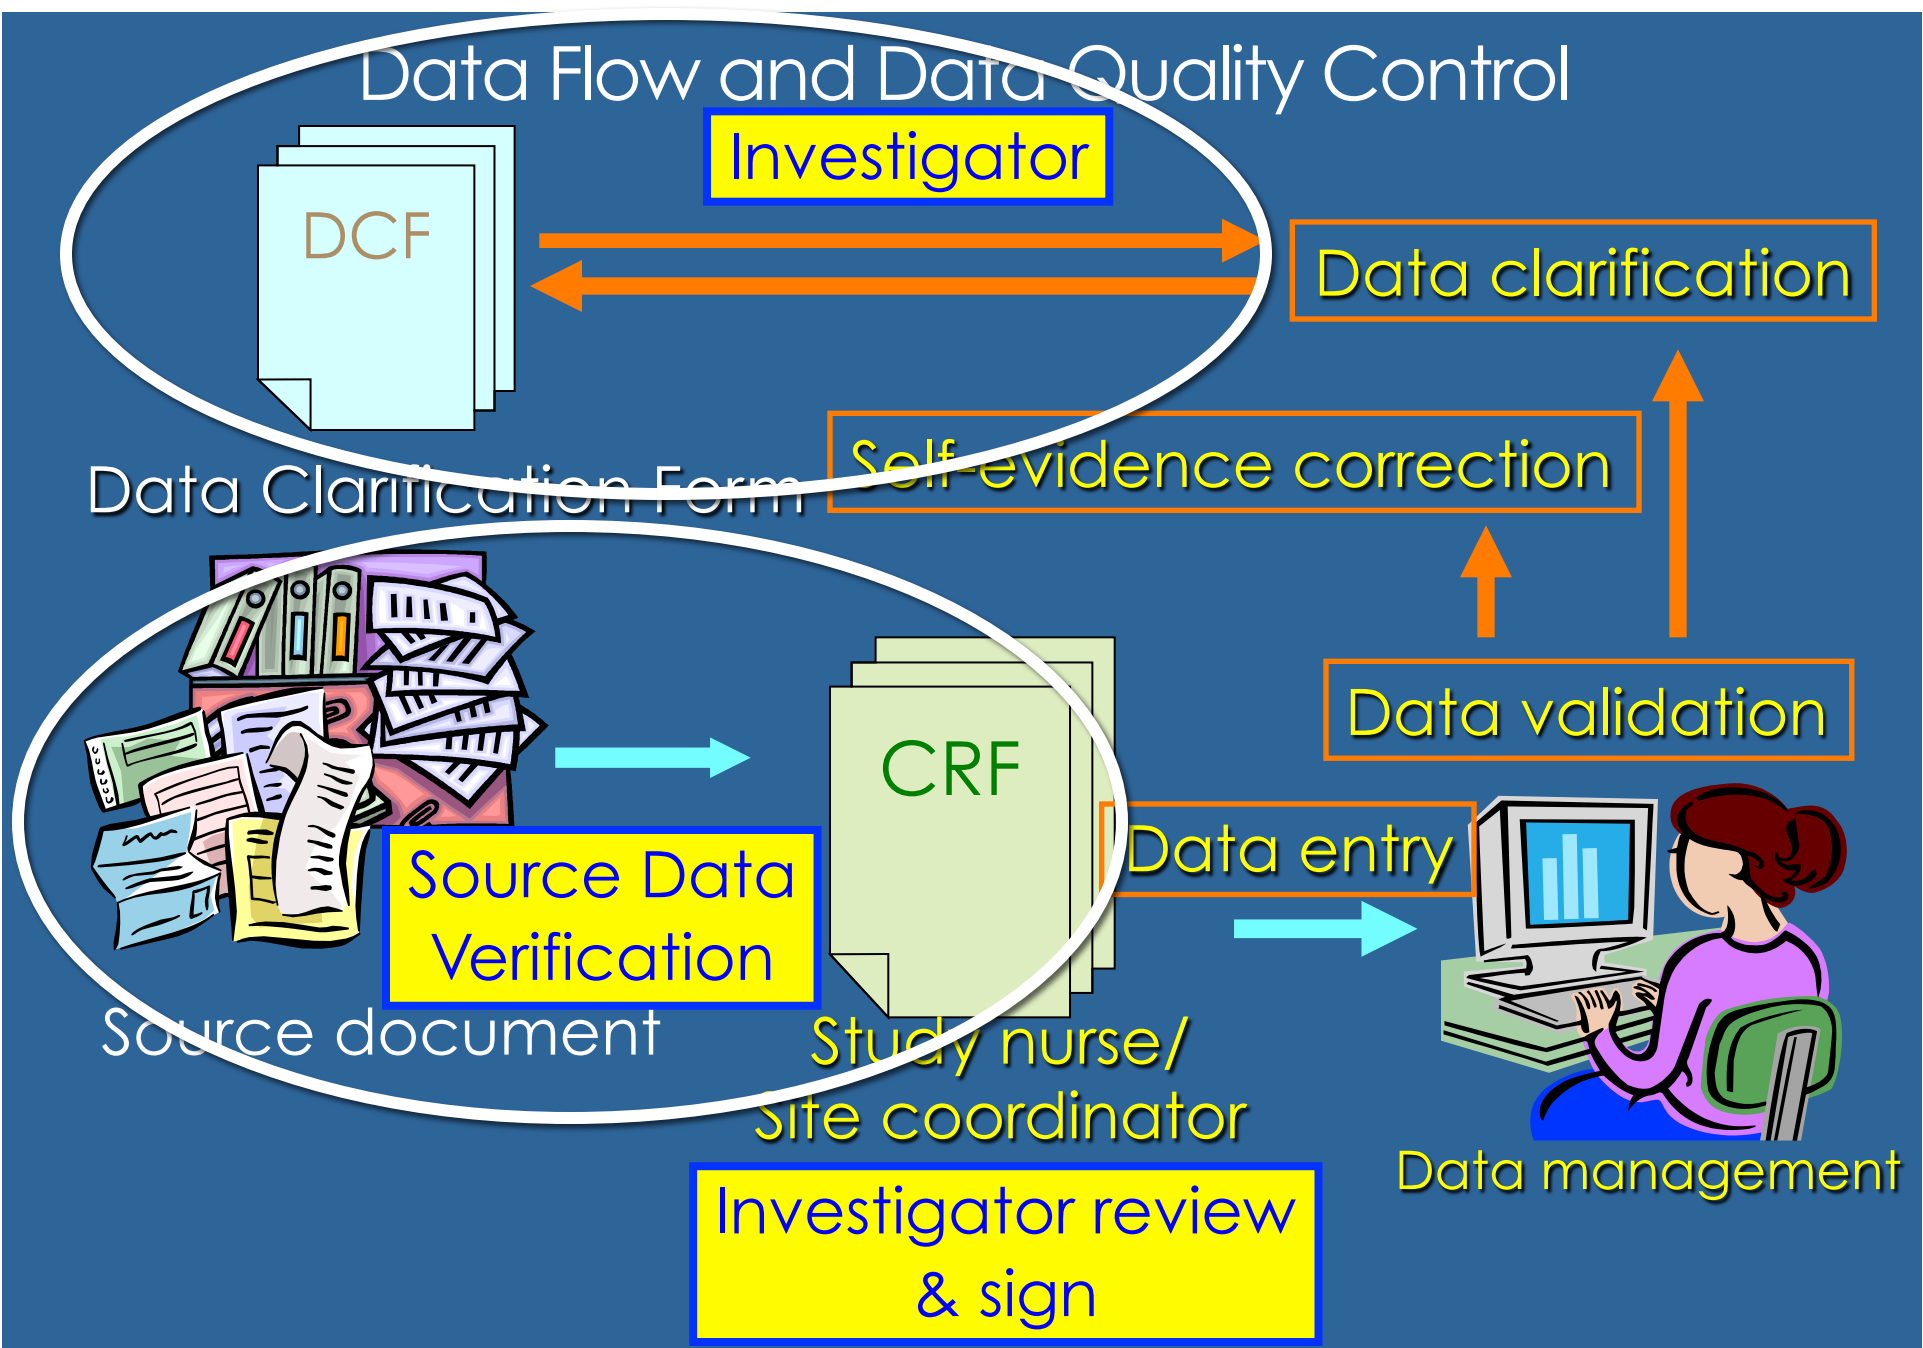 Data Flow and Data Quality Control
Investigator
DCF
Data clarification
Self-evidence correction
Data Clarification Form
Data validation
CRF
Data entry
Source Data
Verification
Source document
Study nurse/
Site coordinator
Data management
Investigator review
& sign